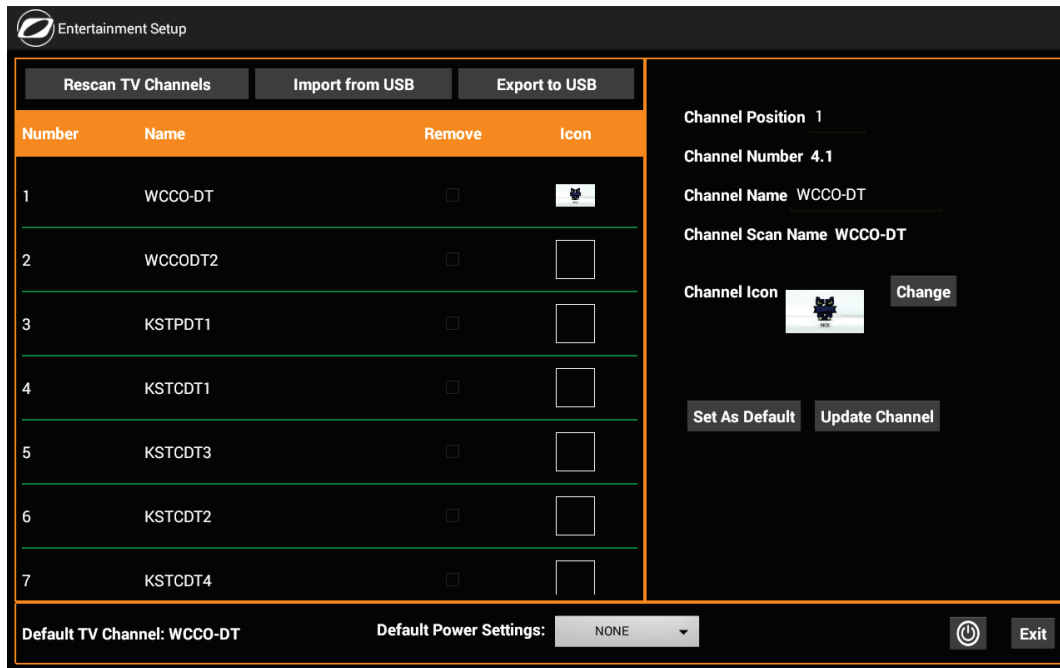 Entertainment Setup
Rescan TV Channels Import from USB Export to USB
Number Name Remove Icon
1 WCCO-DT
2 WCCODT2
3 KSTPDT1
4 KSTCDT1
5 KSTCDT3
6 KSTCDT2
7 KSTCDT4
Channel Position 1
Channel Number 4.1
Channel Name WCCO-DT
Channel Scan Name WCCO-DT
Channel Icon Change
Set As Default Update Channel
Default TV Channel: WCCO-DT Default Power Settings: NONE Exit